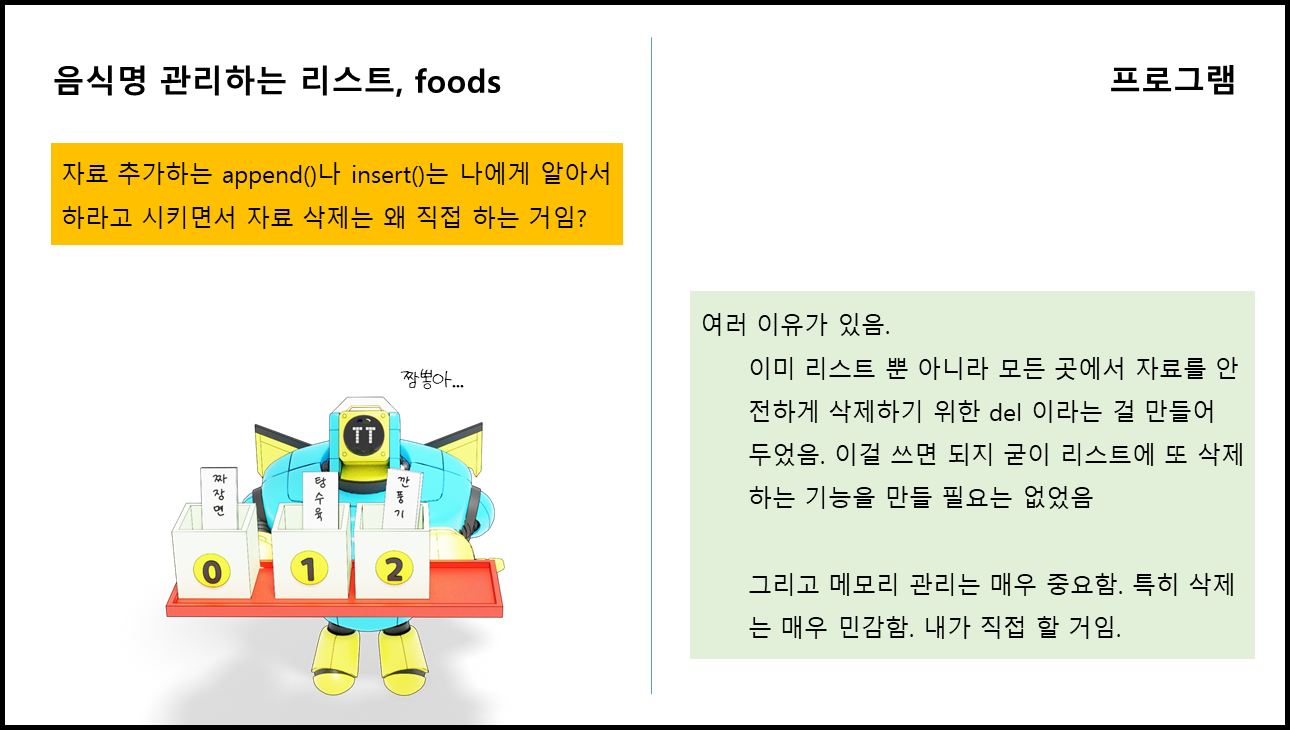 음식명 관리하는 리스트, foods
자료 추가하는 append()나 insert()는 나에게 알아서
하라고 시키면서 자료 삭제는 왜 직접 하는 거임?
짬뽕아...
TT
짜장면
탕수육
깐풍기
0
1
2
프로그램
여러 이유가 있음.
이미 리스트 뿐 아니라 모든 곳에서 자료를 안
전하게 삭제하기 위한 del 이라는 걸 만들어
두었음. 이걸 쓰면 되지 굳이 리스트에 또 삭제
하는 기능을 만들 필요는 없었음
그리고 메모리 관리는 매우 중요함. 특히 삭제
는 매우 민감함. 내가 직접 할 거임.